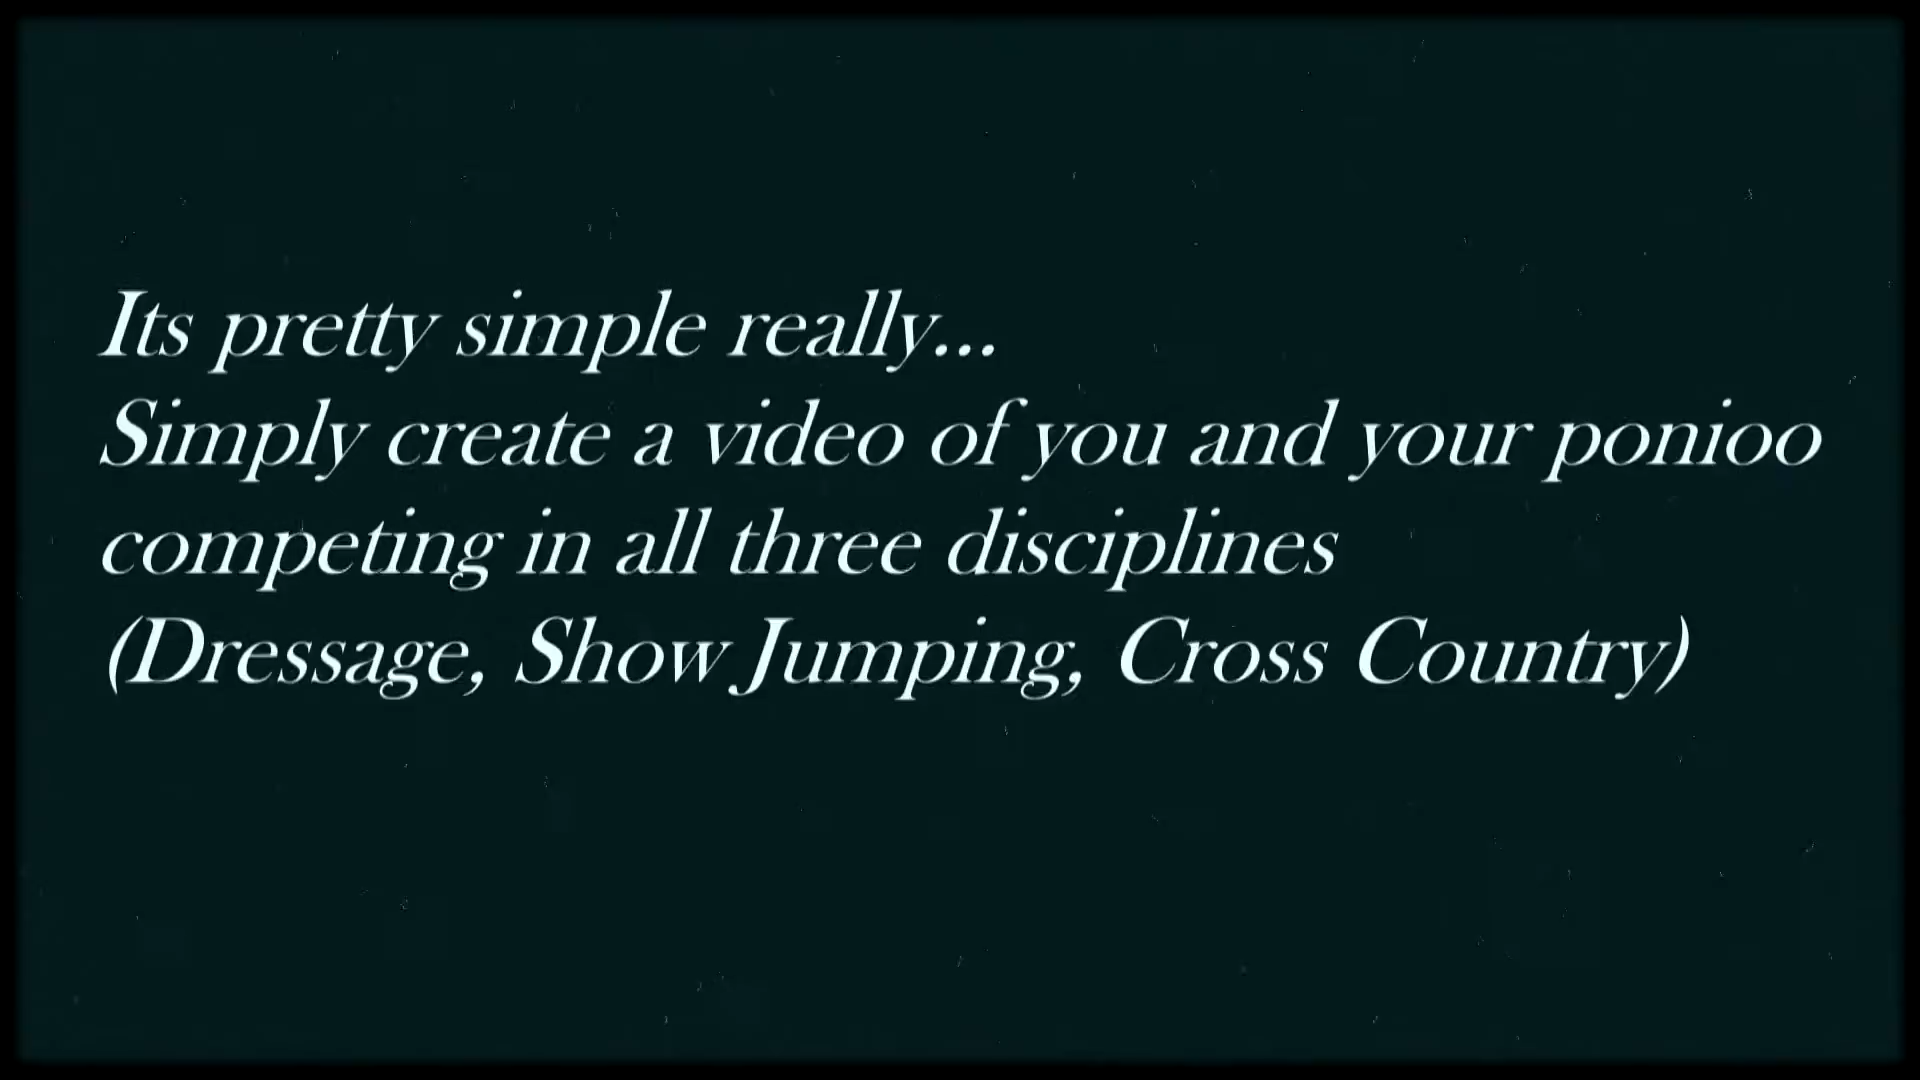 Its pretty simple really...
Simply create a video of you and your ponioo
competing in all three disciplines
(Dressage, Show Jumping, Cross Country)